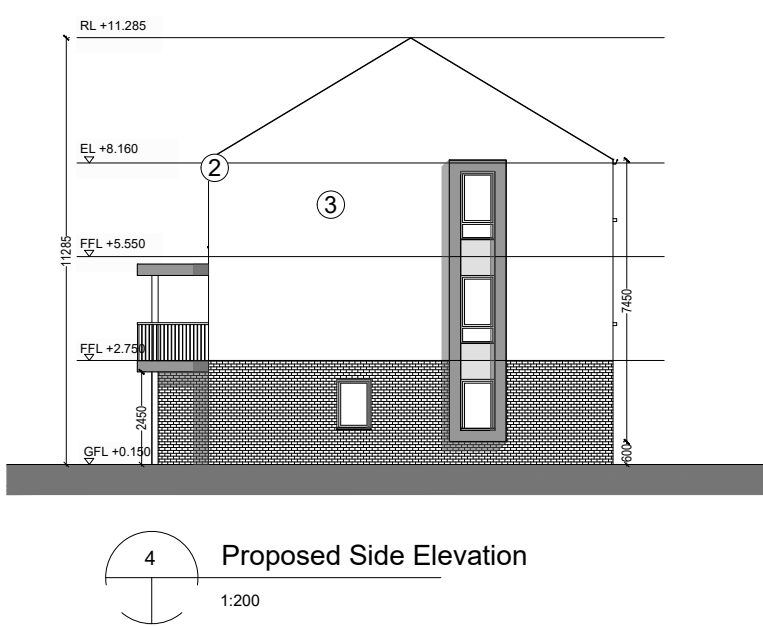 RL +11.285
EL +8.160
2
3
FFL +5.550
11285
7450
FFL +2.750
2450
GFL +0.150
600
4
Proposed Side Elevation
1:200